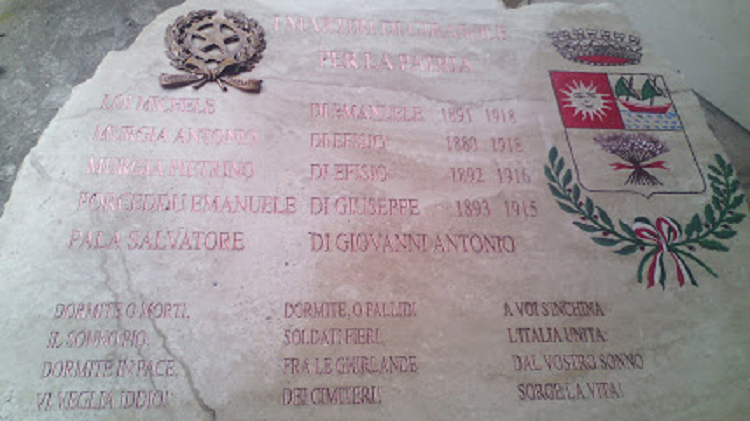 I MARTIRI DI
PER LA PATRIA
LOI MICHELE DI EMANUELE 1891 1918
MURGIA ANTONIO DI EFISIO 1880 1918
MURGIA PIETRINO DI EFISIO 1892 1916
PORCEDDU EMANUELE DI GIUSEPPE 1893 1915
PALA SALVATORE DI GIOVANNI ANTONIO
DORMITE O MORTI.
IL SONNO PIO.
DORMITE IN PACE.
VI VEGLIA IDDIO!
DORMITE, O PALLIDI
SOLDATI FIERI,
FRA LE GHIRLANDE
DEI CIMITERI!
A VOI S'INCHINA
L'ITALIA UNITA:
DAL VOSTRO SONNO
SORGE LA VITA!